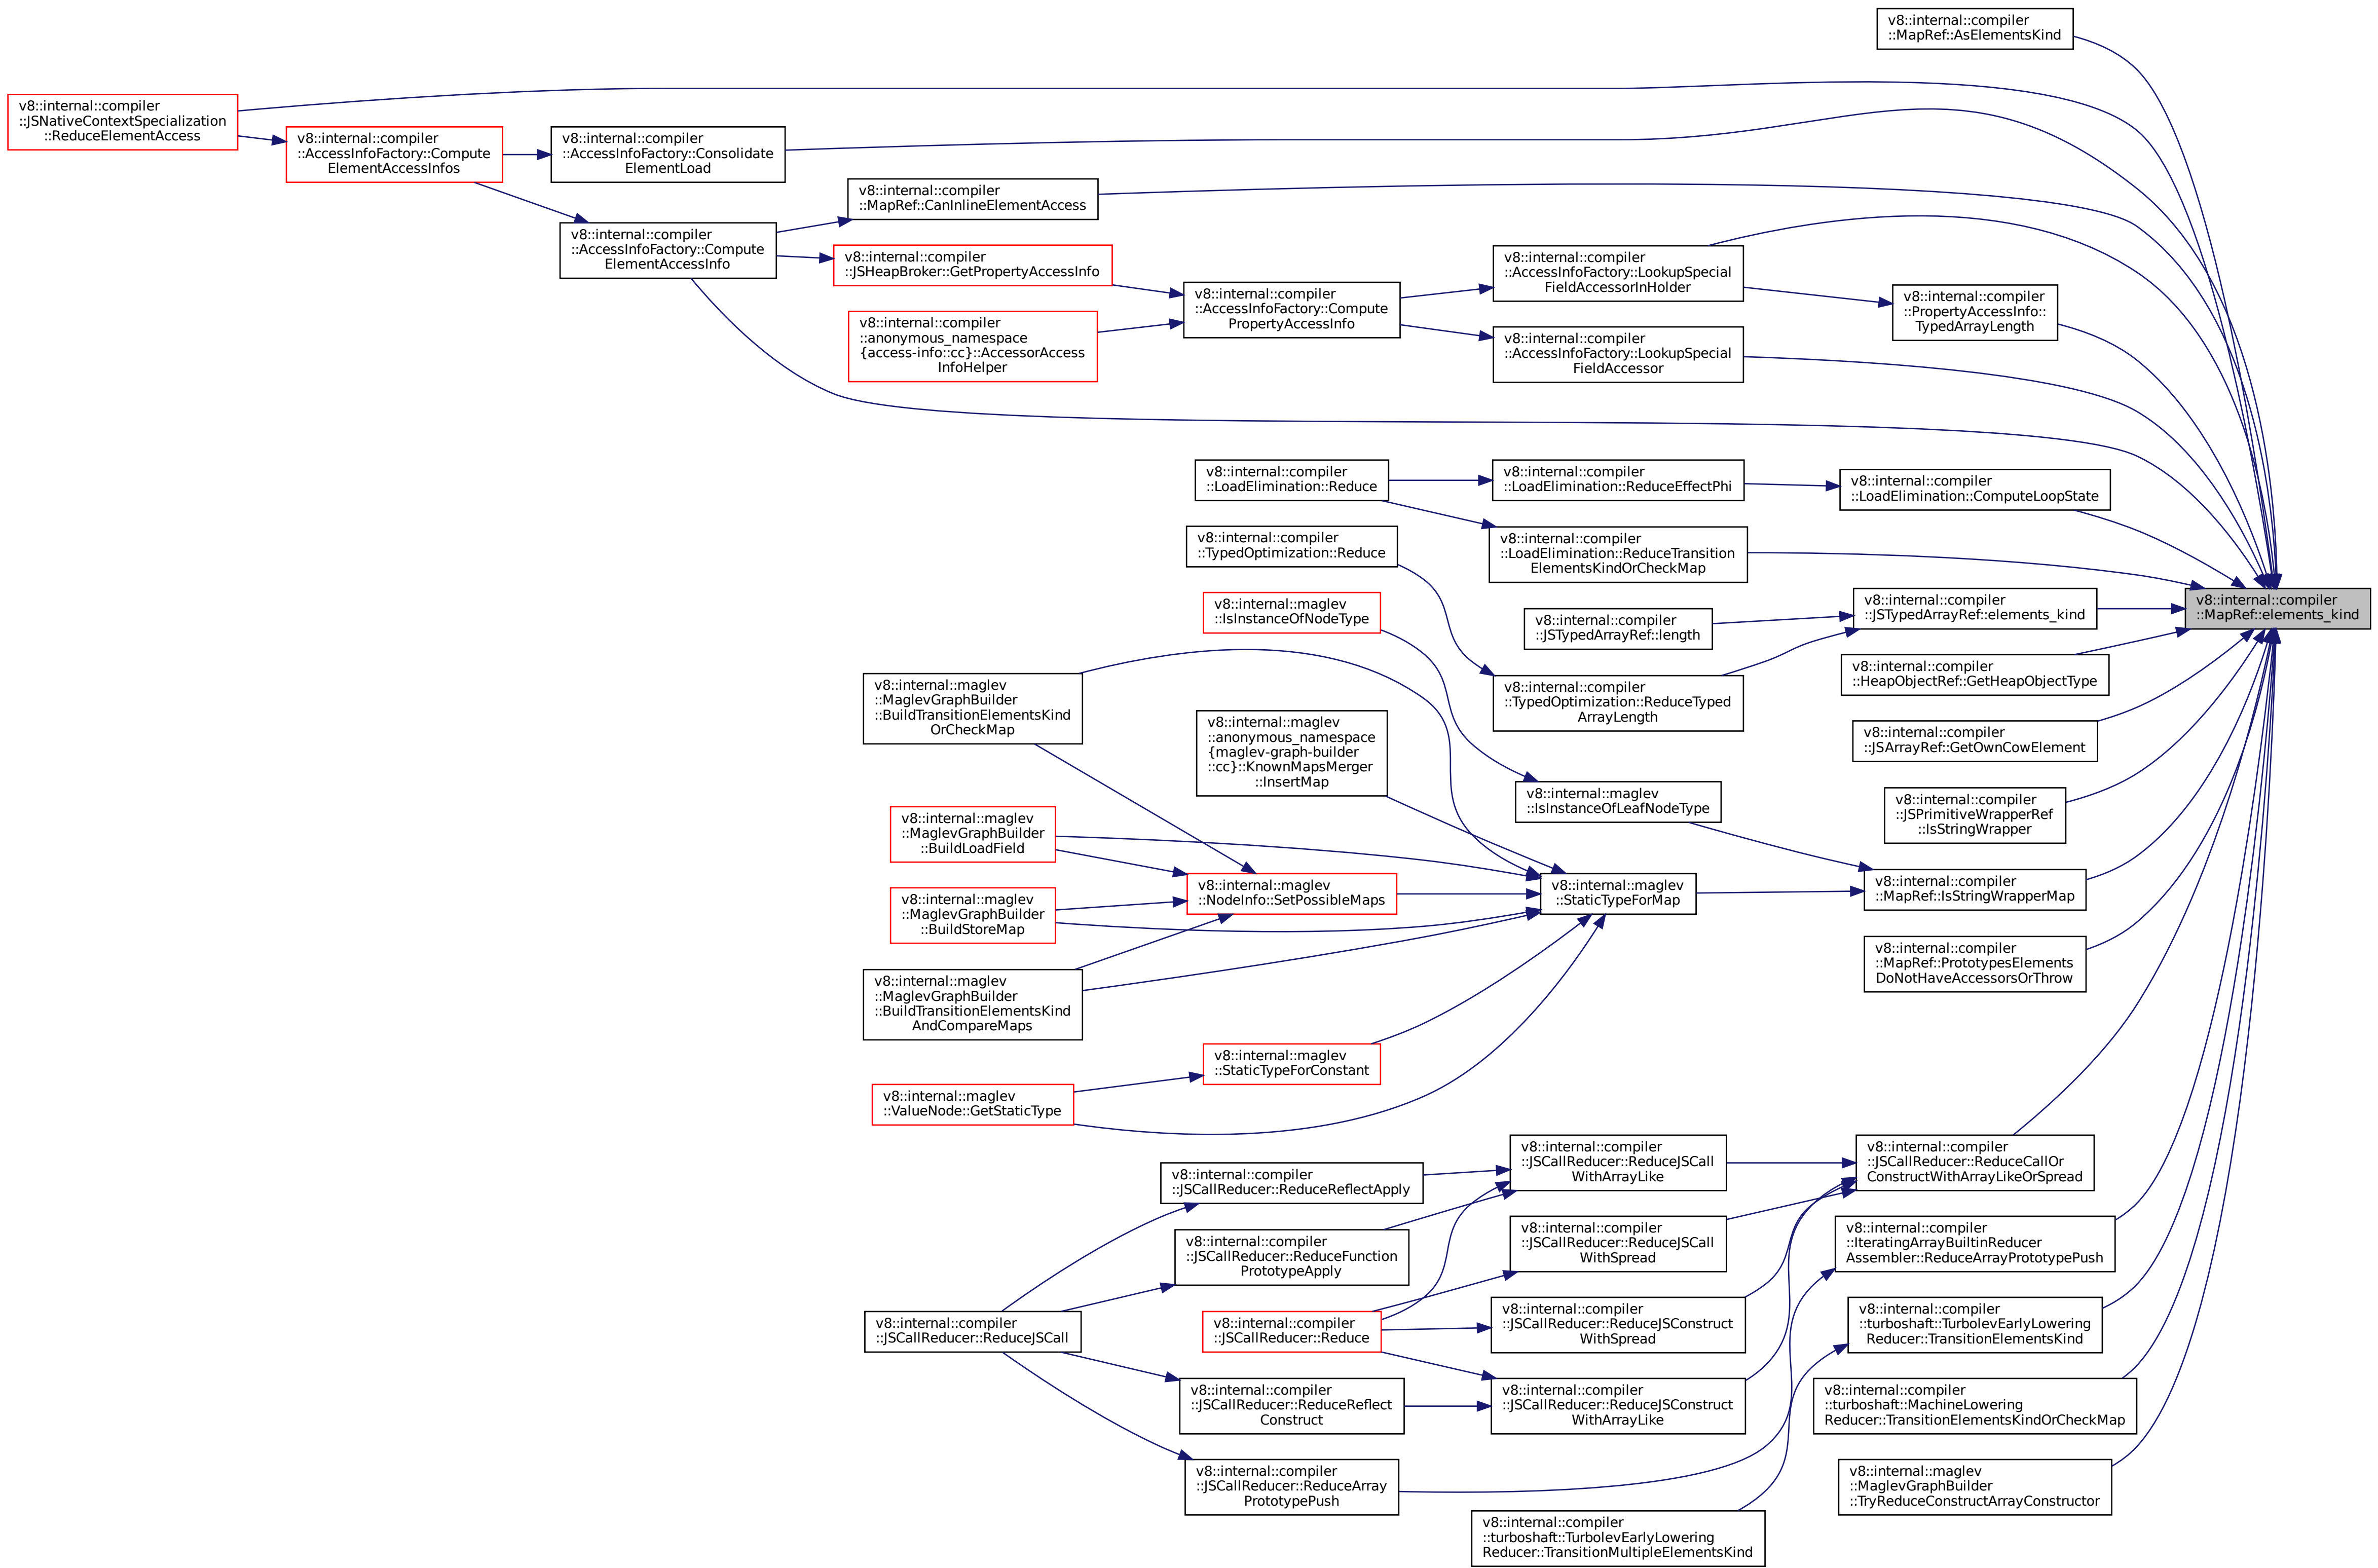 v8::internal::compiler
::MapRef::AsElementsKind
v8::internal::compiler
::JSNativeContextSpecialization
::ReduceElementAccess
v8::internal::compiler
::AccessInfoFactory::Compute
ElementAccessInfos
v8::internal::compiler
::AccessInfoFactory::Consolidate
ElementLoad
v8::internal::compiler
::MapRef::CanInlineElementAccess
v8::internal::compiler
::AccessInfoFactory::Compute
ElementAccessInfo
v8::internal::compiler
::JSHeapBroker::GetPropertyAccessInfo
v8::internal::compiler
::AccessInfoFactory::LookupSpecial
FieldAccessorInHolder
v8::internal::compiler
::AccessInfoFactory::Compute
PropertyAccessInfo
v8::internal::compiler
::PropertyAccessInfo::
TypedArrayLength
v8::internal::compiler
::anonymous_namespace
{access-info::cc}::AccessorAccess
InfoHelper
v8::internal::compiler
::AccessInfoFactory::LookupSpecial
FieldAccessor
v8::internal::compiler
::LoadElimination::Reduce
v8::internal::compiler
::LoadElimination::ReduceEffectPhi
v8::internal::compiler
::LoadElimination::ComputeLoopState
v8::internal::compiler
::TypedOptimization::Reduce
v8::internal::compiler
::LoadElimination::ReduceTransition
ElementsKindOrCheckMap
v8::internal::maglev
::IsInstanceOfNodeType
v8::internal::compiler
::JSTypedArrayRef::length
v8::internal::compiler
::JSTypedArrayRef::elements_kind
v8::internal::compiler
::MapRef::elements_kind
v8::internal::compiler
::HeapObjectRef::GetHeapObjectType
v8::internal::maglev
::MaglevGraphBuilder
::BuildTransitionElementsKind
OrCheckMap
v8::internal::compiler
::TypedOptimization::ReduceTyped
ArrayLength
v8::internal::maglev
::anonymous_namespace
{maglev-graph-builder
::cc}::KnownMapsMerger
::InsertMap
v8::internal::compiler
::JSArrayRef::GetOwnCowElement
v8::internal::maglev
::IsInstanceOfLeafNodeType
v8::internal::compiler
::JSPrimitiveWrapperRef
::IsStringWrapper
v8::internal::maglev
::MaglevGraphBuilder
::BuildLoadField
v8::internal::maglev
::NodeInfo::SetPossibleMaps
v8::internal::maglev
::StaticTypeForMap
v8::internal::compiler
::MapRef::IsStringWrapperMap
v8::internal::maglev
::MaglevGraphBuilder
::BuildStoreMap
v8::internal::compiler
::MapRef::PrototypesElements
DoNotHaveAccessorsOrThrow
v8::internal::maglev
::MaglevGraphBuilder
::BuildTransitionElementsKind
AndCompareMaps
v8::internal::maglev
::StaticTypeForConstant
v8::internal::maglev
::ValueNode::GetStaticType
v8::internal::compiler
::JSCallReducer::ReduceJSCall
WithArrayLike
v8::internal::compiler
::JSCallReducer::ReduceCallOr
ConstructWithArrayLikeOrSpread
v8::internal::compiler
::JSCallReducer::ReduceReflectApply
v8::internal::compiler
::JSCallReducer::ReduceJSCall
WithSpread
v8::internal::compiler
::IteratingArrayBuiltinReducer
Assembler::ReduceArrayPrototypePush
v8::internal::compiler
::JSCallReducer::ReduceFunction
PrototypeApply
v8::internal::compiler
::JSCallReducer::ReduceJSCall
v8::internal::compiler
::JSCallReducer::Reduce
v8::internal::compiler
::JSCallReducer::ReduceJSConstruct
WithSpread
v8::internal::compiler
::turboshaft::TurbolevEarlyLowering
Reducer::TransitionElementsKind
v8::internal::compiler
::JSCallReducer::ReduceReflect
Construct
v8::internal::compiler
::JSCallReducer::ReduceJSConstruct
WithArrayLike
v8::internal::compiler
::turboshaft::MachineLowering
Reducer::TransitionElementsKindOrCheckMap
v8::internal::compiler
::JSCallReducer::ReduceArray
PrototypePush
v8::internal::maglev
::MaglevGraphBuilder
::TryReduceConstructArrayConstructor
v8::internal::compiler
::turboshaft::TurbolevEarlyLowering
Reducer::TransitionMultipleElementsKind